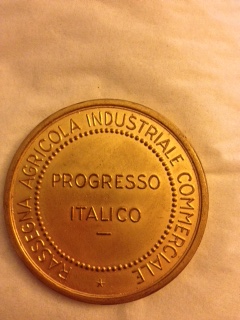 RASSEGNA AGRICOLA INDUSTRIALE COMMERCIALE
PROGRESSO
ITALICO